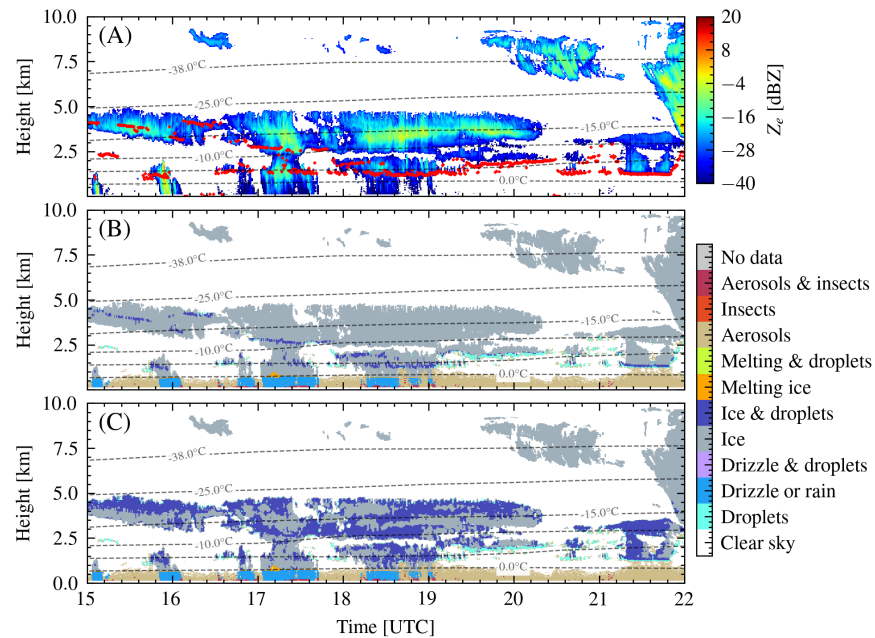 (A)
10.0
7.5
5.0
2.5
Height [km]
-38.0°C
-25.0°C
-15.0°C
-10.0°C
0.0°C
20
8
−4
−16
−28
−40
Z_e [dBZ]
(B)
10.0
7.5
5.0
2.5
Height [km]
-38.0°C
-25.0°C
-15.0°C
-10.0°C
0.0°C
No data
Aerosols & insects
Insects
Aerosols
Melting & droplets
Melting ice
Ice & droplets
Ice
Drizzle & droplets
Drizzle or rain
Droplets
Clear sky
(C)
10.0
7.5
5.0
2.5
0.0
Height [km]
-38.0°C
-25.0°C
-15.0°C
-10.0°C
0.0°C
15 16 17 18 19 20 21 22
Time [UTC]